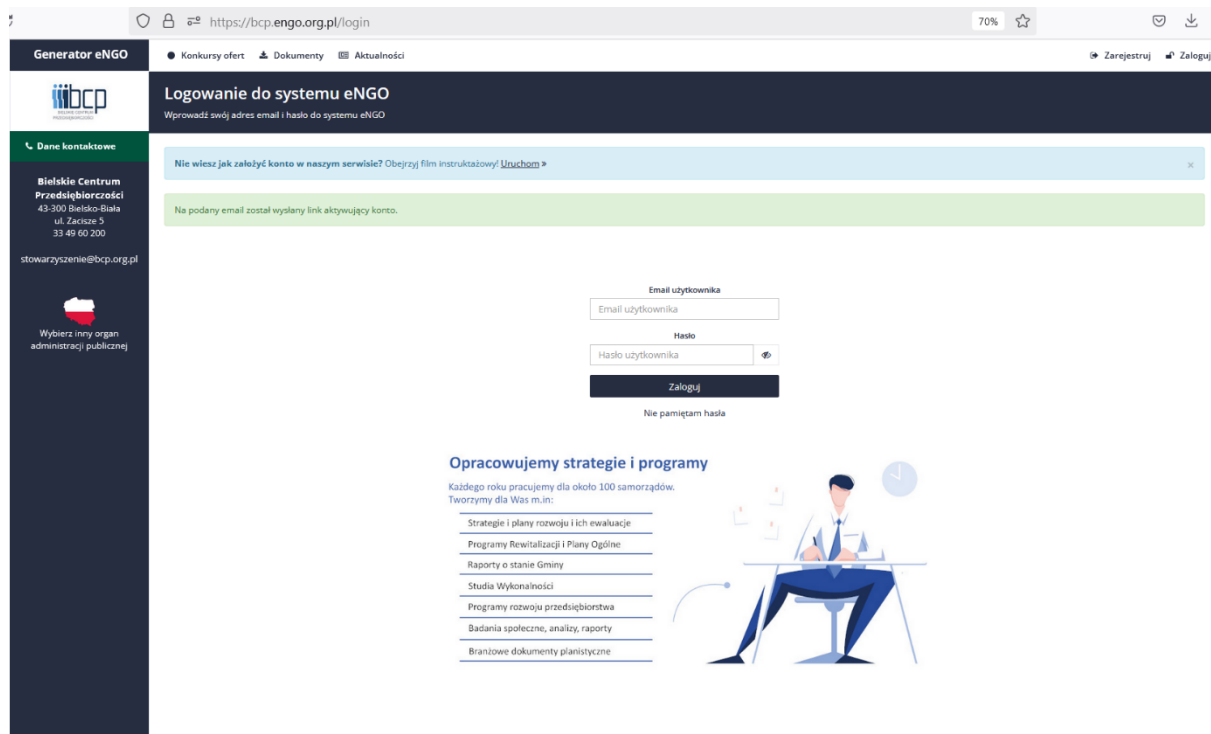 https://bcp.engo.org.pl/login
70%
Generator eNGO
Konkursy ofert
Dokumenty
Aktualności
Zarejestruj
Zaloguj
bcp
Logowanie do systemu eNGO
Wprowadź swój adres email i hasło do systemu eNGO
Dane kontaktowe
Bielskie Centrum
Przedsiębiorczości
43-300 Bielsko-Biała
ul. Zacisze 5
33 49 60 200
stowarzyszenie@bcp.org.pl
Wybierz inny organ
administracji publicznej
Nie wiesz jak założyć konto w naszym serwisie? Obejrzyj film instruktażowy! Uruchom »
×
Na podany email został wysłany link aktywujący konto.
Email użytkownika
Email użytkownika
Hasło
Hasło użytkownika
Zaloguj
Nie pamiętam hasła
Opracowujemy strategie i programy
Każdego roku pracujemy dla około 100 samorządów.
Tworzymy dla Was m.in:
Strategie i plany rozwoju i ich ewaluacje
Programy Rewitalizacji i Plany Ogólne
Raporty o stanie Gminy
Studia Wykonalności
Programy rozwoju przedsiębiorstwa
Badania społeczne, analizy, raporty
Branżowe dokumenty planistyczne